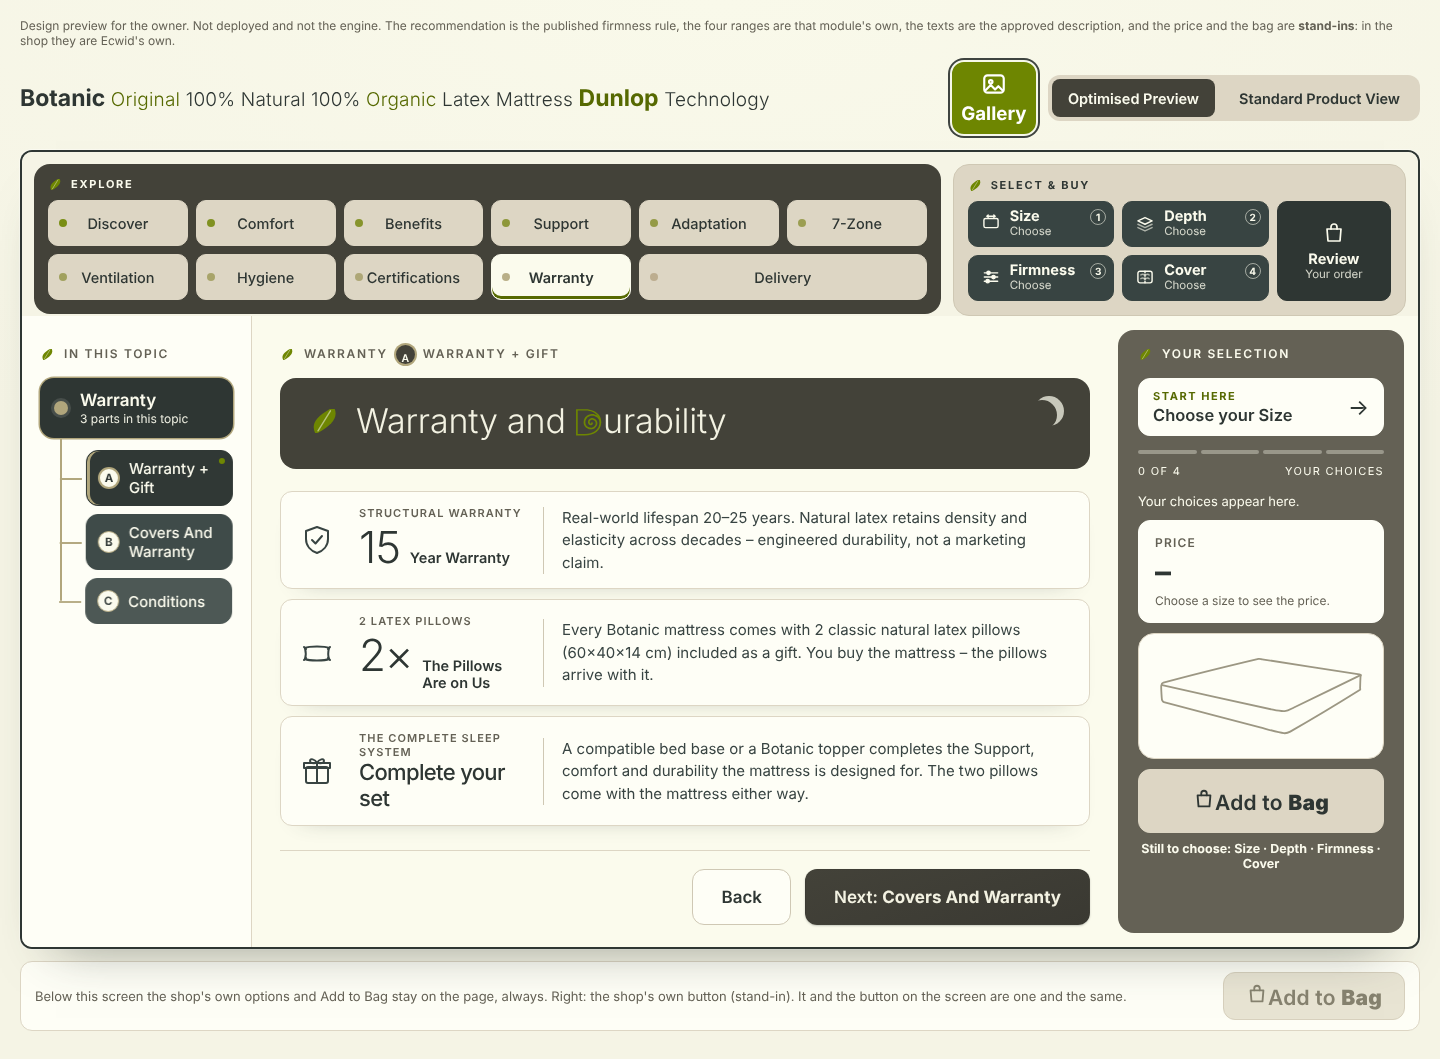 Design preview for the owner. Not deployed and not the engine. The recommendation is the published firmness rule, the four ranges are that module's own, the texts are the approved description, and the price and the bag are stand-ins: in the
shop they are Ecwid's own.
Botanic Original 100% Natural 100% Organic Latex Mattress Dunlop Technology
Gallery
Optimised Preview
Standard Product View
EXPLORE
Discover
Comfort
Benefits
Support
Adaptation
7-Zone
Ventilation
Hygiene
Certifications
Warranty
Delivery
SELECT & BUY
Size
Choose
1
Depth
Choose
2
Firmness
Choose
3
Cover
Choose
4
Review
Your order
IN THIS TOPIC
Warranty
3 parts in this topic
A
Warranty +
Gift
B
Covers And
Warranty
C
Conditions
WARRANTY A WARRANTY + GIFT
Warranty and Durability
STRUCTURAL WARRANTY
15 Year Warranty
Real-world lifespan 20–25 years. Natural latex retains density and
elasticity across decades – engineered durability, not a marketing
claim.
2 LATEX PILLOWS
2× The Pillows
Are on Us
Every Botanic mattress comes with 2 classic natural latex pillows
(60×40×14 cm) included as a gift. You buy the mattress – the pillows
arrive with it.
THE COMPLETE SLEEP
SYSTEM
Complete your
set
A compatible bed base or a Botanic topper completes the Support,
comfort and durability the mattress is designed for. The two pillows
come with the mattress either way.
Back
Next: Covers And Warranty
YOUR SELECTION
START HERE
Choose your Size
0 OF 4
YOUR CHOICES
Your choices appear here.
PRICE
–
Choose a size to see the price.
Add to Bag
Still to choose: Size · Depth · Firmness ·
Cover
Below this screen the shop's own options and Add to Bag stay on the page, always. Right: the shop's own button (stand-in). It and the button on the screen are one and the same.
Add to Bag